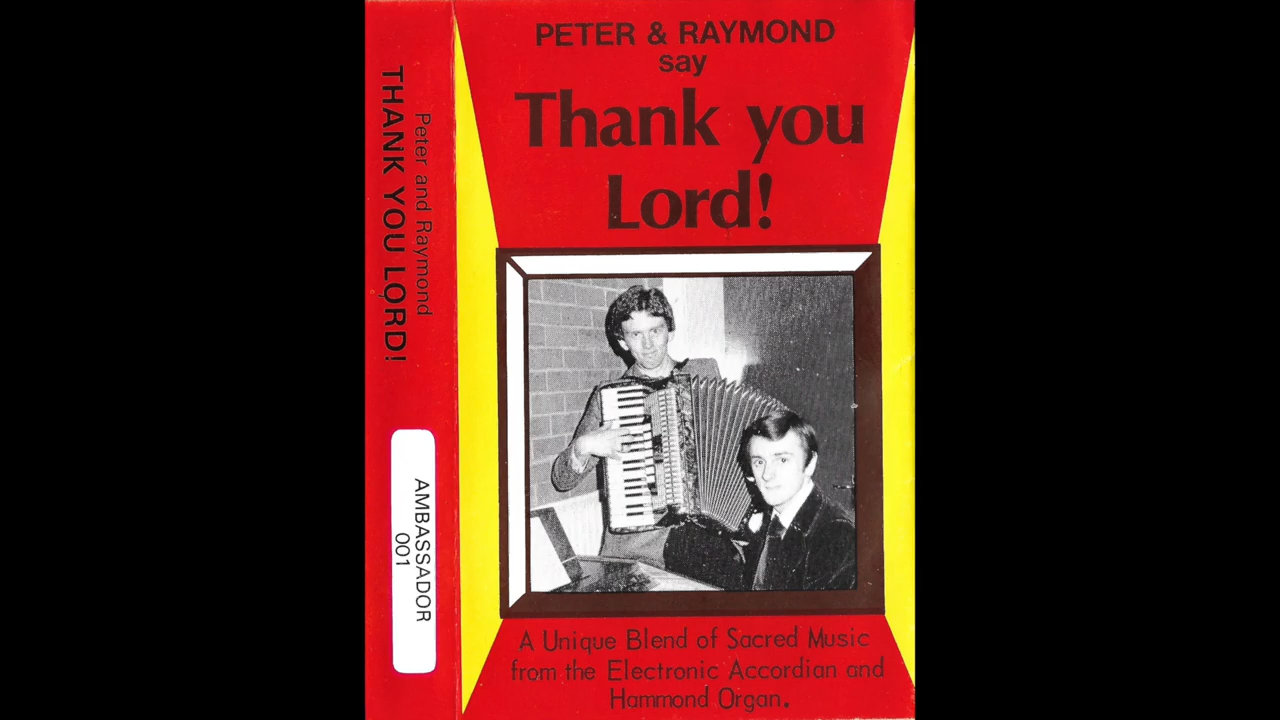 Peter and Raymond
THANK YOU LORD!
AMBASSADOR
001
PETER & RAYMOND
say
Thank you
Lord!
A Unique Blend of Sacred Music
from the Electronic Accordian and
Hammond Organ.